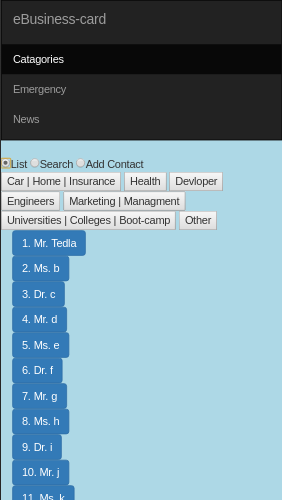 eBusiness-card
Catagories
Emergency
News
List Search Add Contact
Car | Home | Insurance Health Devloper
Engineers Marketing | Managment
Universities | Colleges | Boot-camp Other
1. Mr. Tedla
2. Ms. b
3. Dr. c
4. Mr. d
5. Ms. e
6. Dr. f
7. Mr. g
8. Ms. h
9. Dr. i
10. Mr. j
11. Ms. k